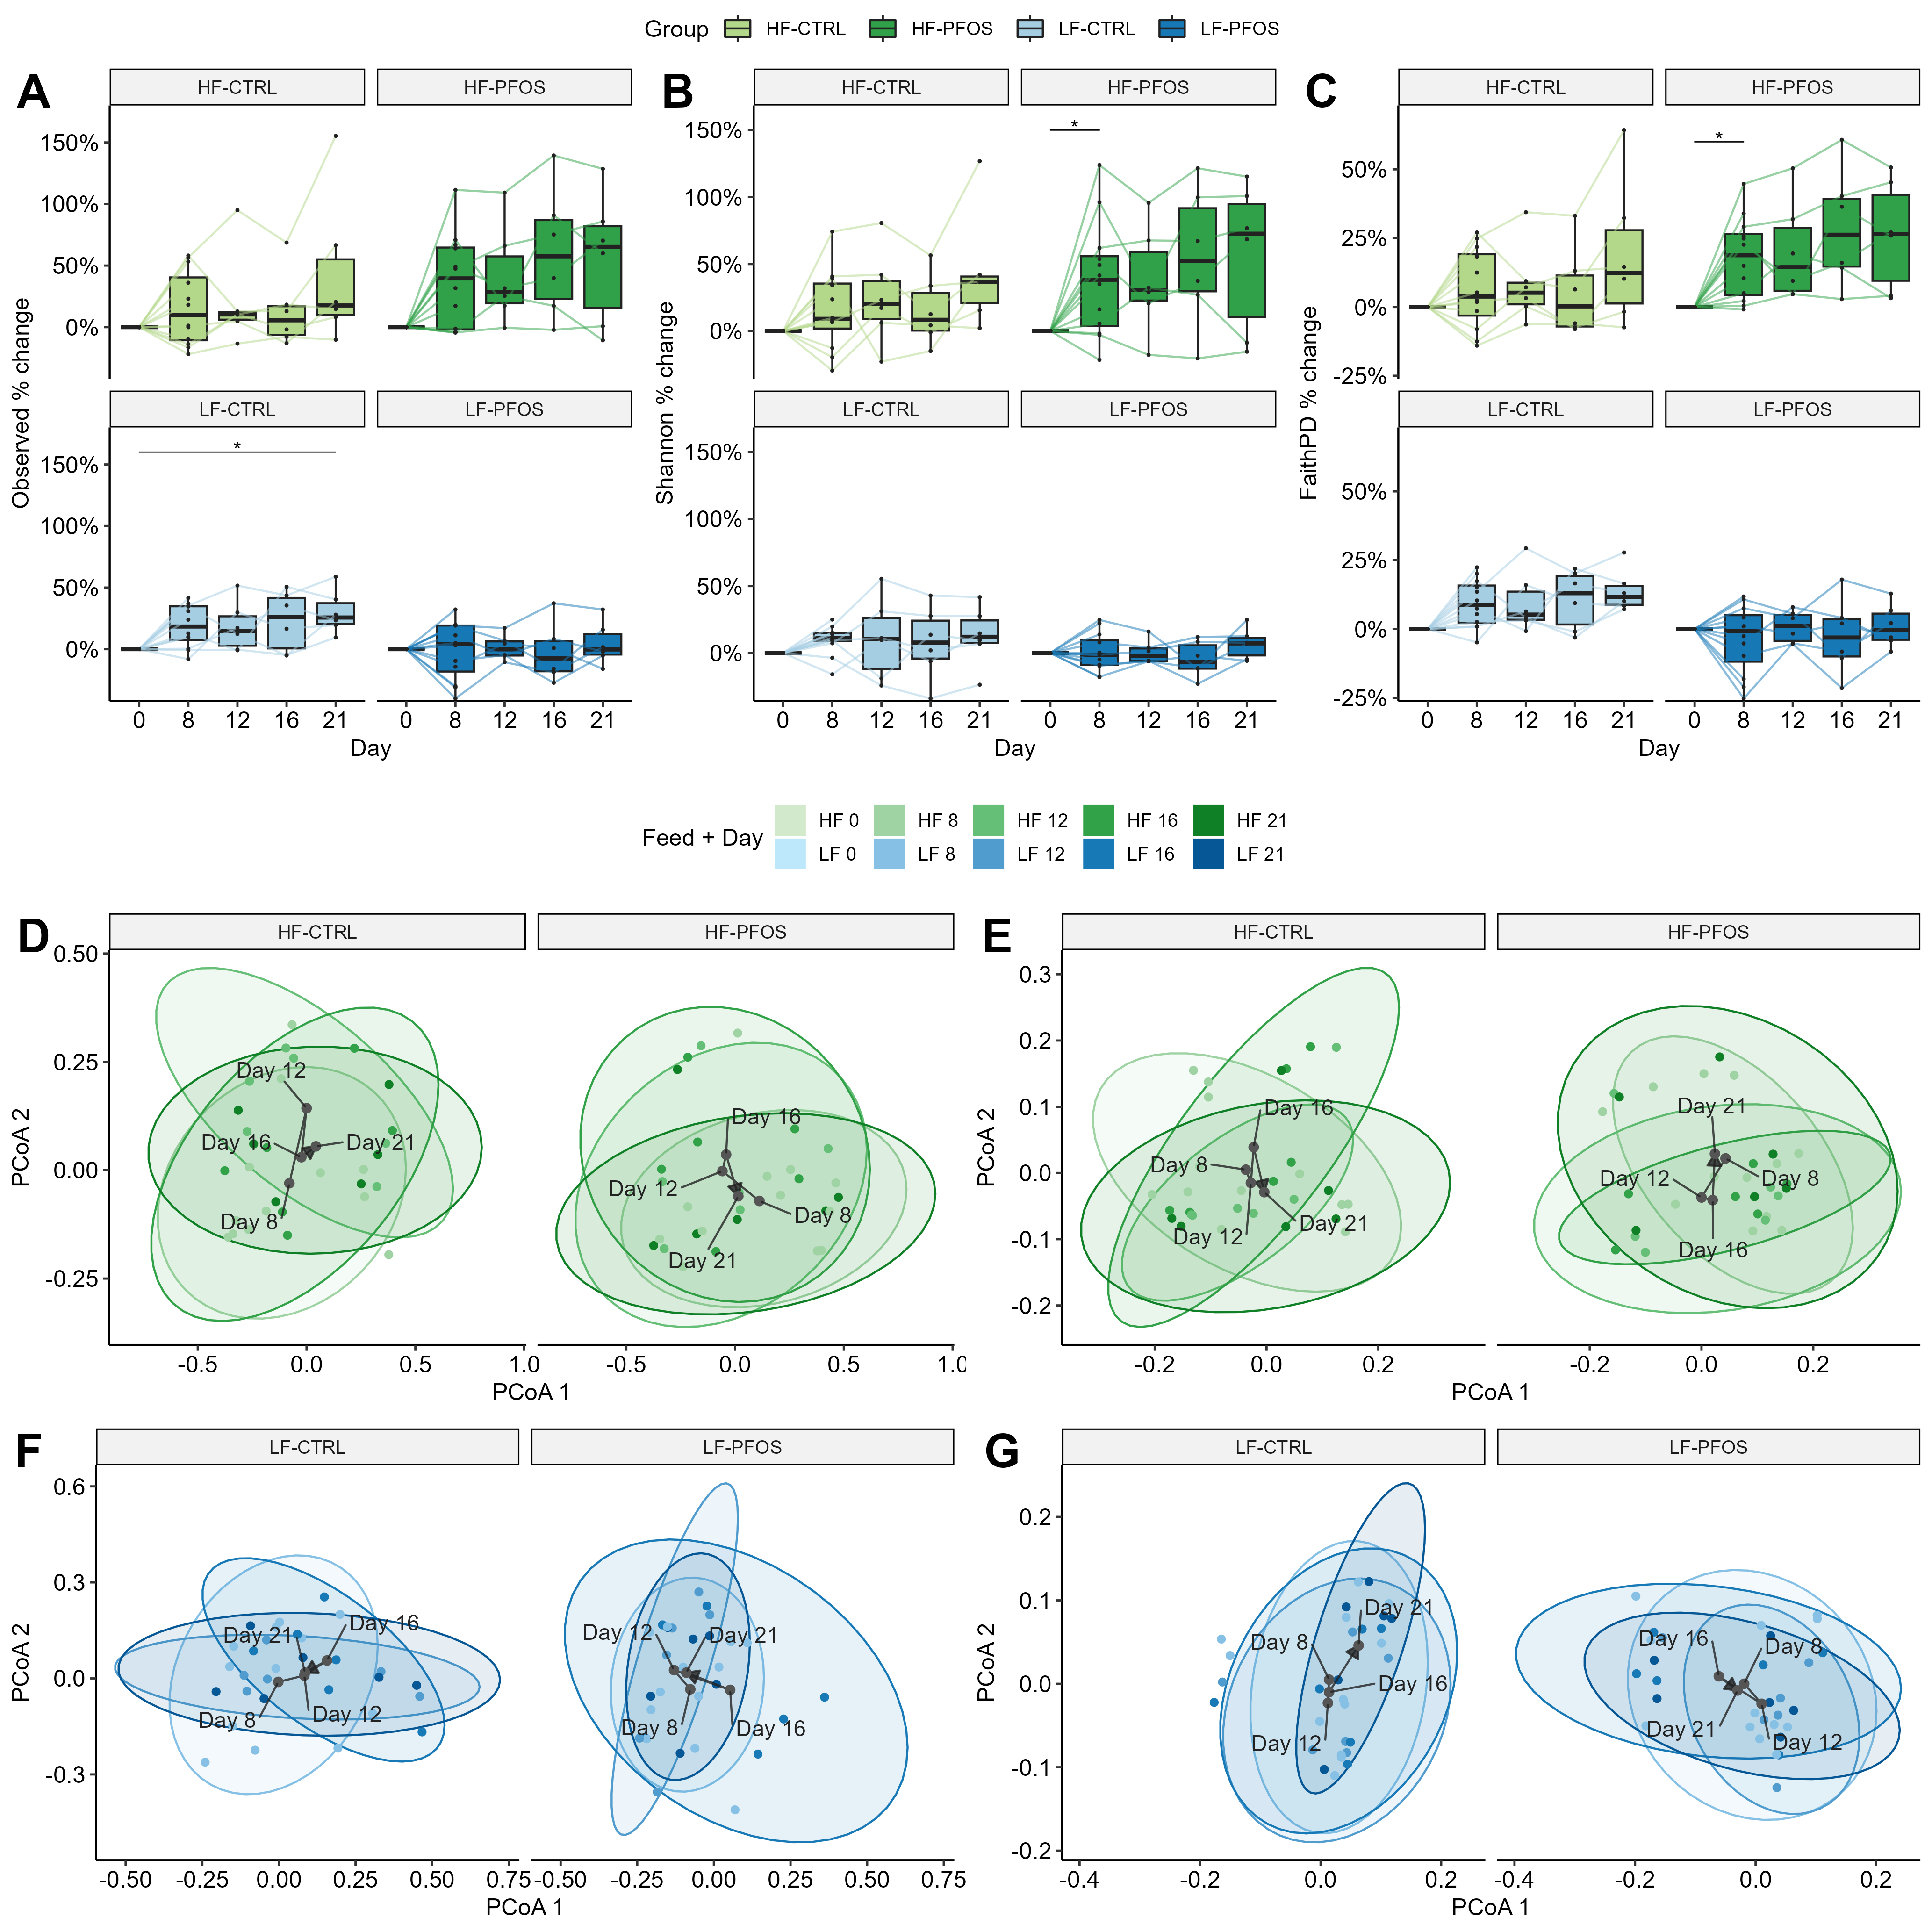 Group HF-CTRL HF-PFOS LF-CTRL LF-PFOS
A
HF-CTRL HF-PFOS
Observed % change
150%
100%
50%
0%
LF-CTRL LF-PFOS
*
150%
100%
50%
0%
0 8 12 16 21 0 8 12 16 21
Day
B
HF-CTRL HF-PFOS
Shannon % change
*
150%
100%
50%
0%
LF-CTRL LF-PFOS
150%
100%
50%
0%
0 8 12 16 21 0 8 12 16 21
Day
C
HF-CTRL HF-PFOS
FaithPD % change
*
50%
25%
0%
-25%
LF-CTRL LF-PFOS
50%
25%
0%
-25%
0 8 12 16 21 0 8 12 16 21
Day
Feed + Day
HF 0 HF 8 HF 12 HF 16 HF 21
LF 0 LF 8 LF 12 LF 16 LF 21
D
HF-CTRL HF-PFOS
PCoA 2
0.50
0.25
0.00
-0.25
Day 12
Day 16 Day 21
Day 8
Day 16
Day 12
Day 8
Day 21
-0.5 0.0 0.5 1.0 -0.5 0.0 0.5 1.0
PCoA 1
E
HF-CTRL HF-PFOS
PCoA 2
0.3
0.2
0.1
0.0
-0.1
-0.2
Day 16
Day 8
Day 21
Day 12
Day 21
Day 12 Day 8
Day 16
-0.2 0.0 0.2 -0.2 0.0 0.2
PCoA 1
F
LF-CTRL LF-PFOS
PCoA 2
0.6
0.3
0.0
-0.3
Day 16
Day 21
Day 12
Day 8
Day 12 Day 21
Day 8 Day 16
-0.50 -0.25 0.00 0.25 0.50 0.75 -0.50 -0.25 0.00 0.25 0.50 0.75
PCoA 1
G
LF-CTRL LF-PFOS
PCoA 2
0.2
0.1
0.0
-0.1
-0.2
Day 21
Day 8
Day 16
Day 12
Day 16 Day 8
Day 21 Day 12
-0.4 -0.2 0.0 0.2 -0.4 -0.2 0.0 0.2
PCoA 1